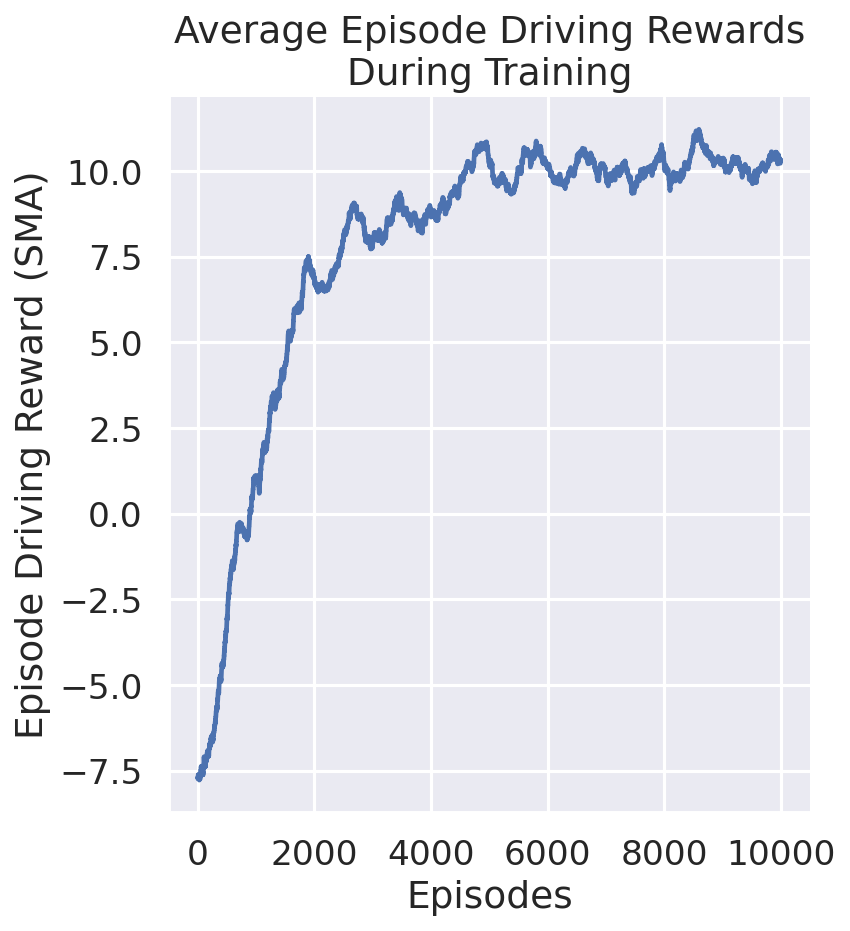 Average Episode Driving Rewards
During Training
Episode Driving Reward (SMA)
10.0
7.5
5.0
2.5
0.0
−2.5
−5.0
−7.5
0 2000 4000 6000 8000 10000
Episodes